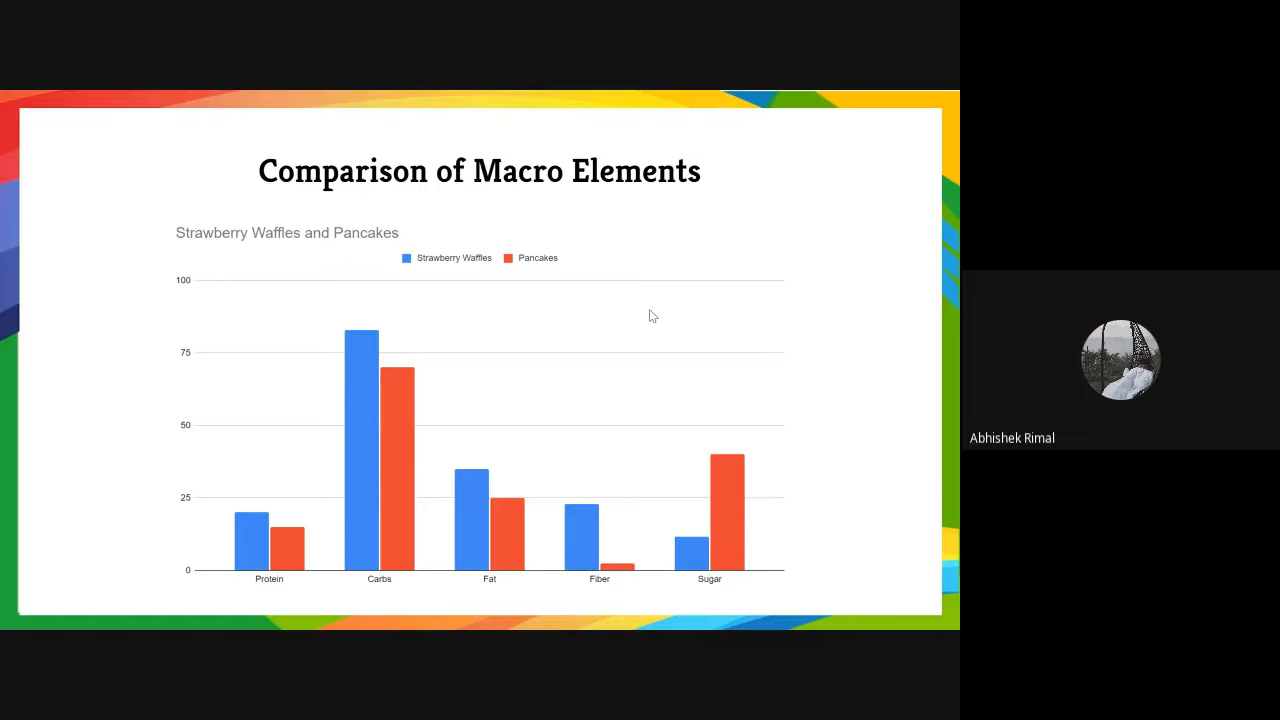 Comparison of Macro Elements
Strawberry Waffles and Pancakes
Strawberry Waffles Pancakes
100
75
50
25
0
Protein Carbs Fat Fiber Sugar
Abhishek Rimal